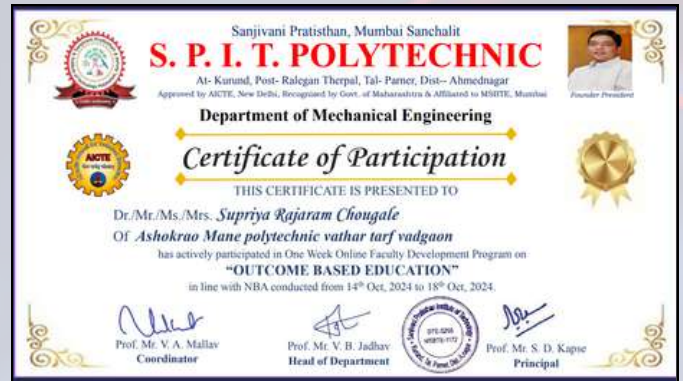 Sanjivani Pratisthan, Mumbai Sanchalit
S. P. I. T. POLYTECHNIC
At- Kurund, Post- Ralegan Therpal, Tal- Parner, Dist-- Ahmednagar
Approved by AICTE, New Delhi, Recognized by Govt. of Maharashtra & Affiliated to MSBTE, Mumbai
Founder President
Department of Mechanical Engineering
AICTE
Certificate of Participation
THIS CERTIFICATE IS PRESENTED TO
Dr./Mr./Ms./Mrs. Supriya Rajaram Chougale
Of Ashokrao Mane polytechnic vathar tarf vadgaon
has actively participated in One Week Online Faculty Development Program on
“OUTCOME BASED EDUCATION”
in line with NBA conducted from 14th Oct, 2024 to 18th Oct, 2024.
Prof. Mr. V. A. Mallav
Coordinator
Prof. Mr. V. B. Jadhav
Head of Department
Prof. Mr. S. D. Kapse
Principal